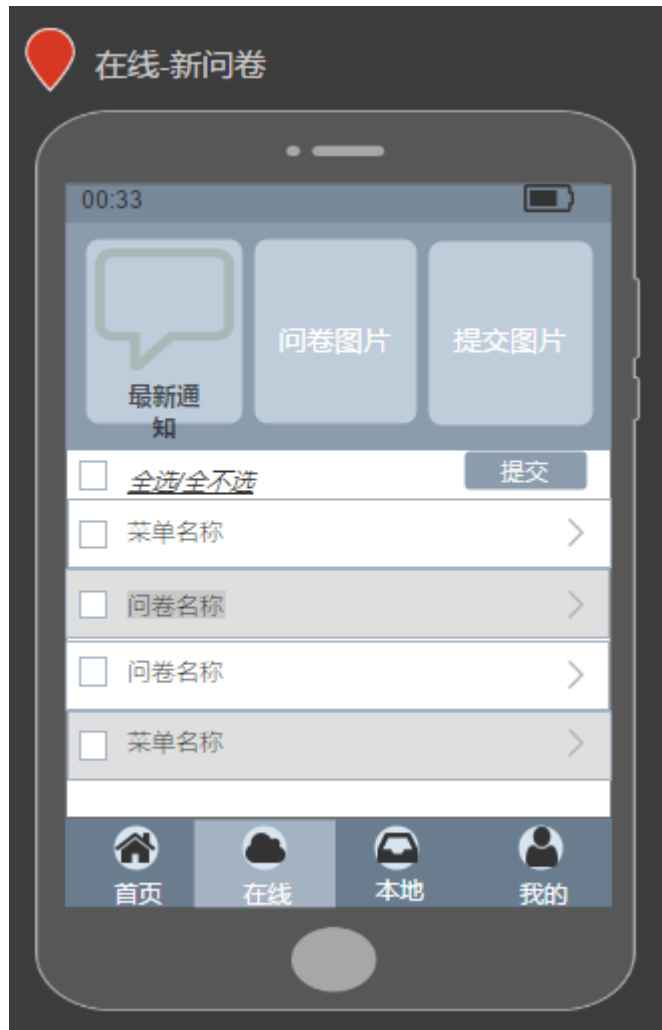 在线-新问卷
00:33
最新通
知
问卷图片
提交图片
全选/全不选
提交
菜单名称
问卷名称
问卷名称
菜单名称
首页
在线
本地
我的